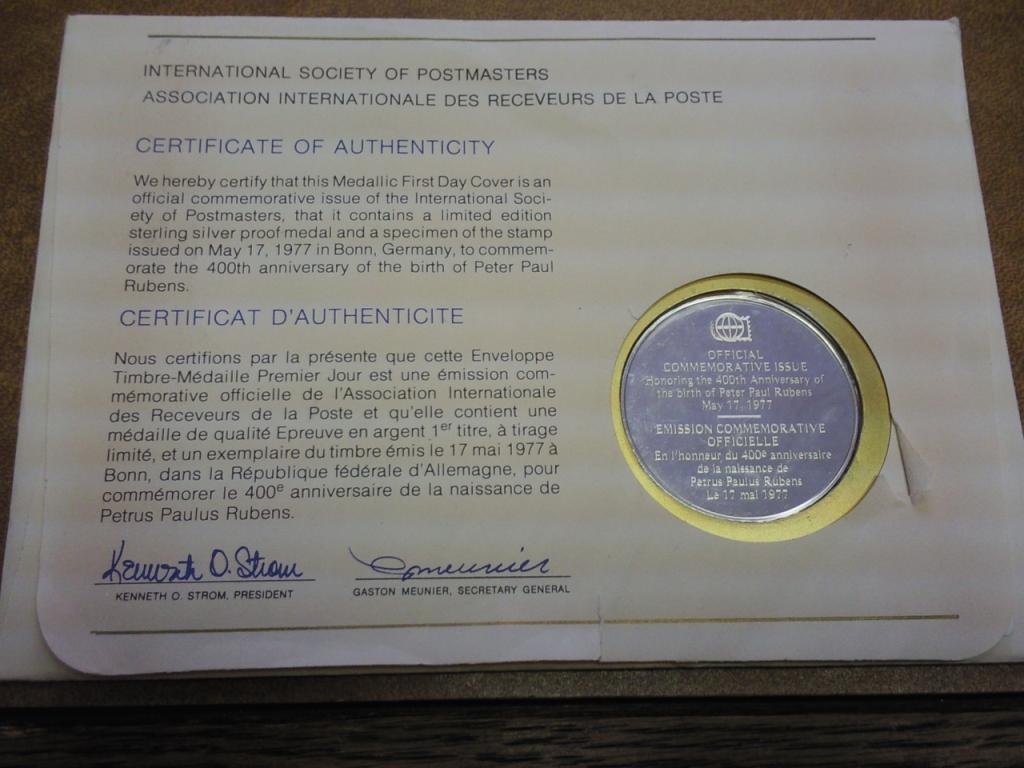 INTERNATIONAL SOCIETY OF POSTMASTERS
ASSOCIATION INTERNATIONALE DES RECEVEURS DE LA POSTE
CERTIFICATE OF AUTHENTICITY
We hereby certify that this Medallic First Day Cover is an
official commemorative issue of the International Soci-
ety of Postmasters, that it contains a limited edition
sterling silver proof medal and a specimen of the stamp
issued on May 17, 1977 in Bonn, Germany, to commem-
orate the 400th anniversary of the birth of Peter Paul
Rubens.
CERTIFICAT D'AUTHENTICITE
Nous certifions par la présente que cette Enveloppe
Timbre-Médaille Premier Jour est une émission com-
mémorative officielle de l'Association Internationale
des Receveurs de la Poste et qu'elle contient une
médaille de qualité Epreuve en argent 1er titre, à tirage
limité, et un exemplaire du timbre émis le 17 mai 1977 à
Bonn, dans la République fédérale d'Allemagne, pour
commémorer le 400e anniversaire de la naissance de
Petrus Paulus Rubens.
Kenneth O. Strom
KENNETH O. STROM, PRESIDENT
Gmeunier
GASTON MEUNIER, SECRETARY GENERAL
OFFICIAL
COMMEMORATIVE ISSUE
Honoring the 400th Anniversary of
the birth of Peter Paul Rubens
May 17, 1977
EMISSION COMMEMORATIVE
OFFICIELLE
En l'honneur du 400e anniversaire
de la naissance de
Petrus Paulus Rubens
Le 17 mai 1977